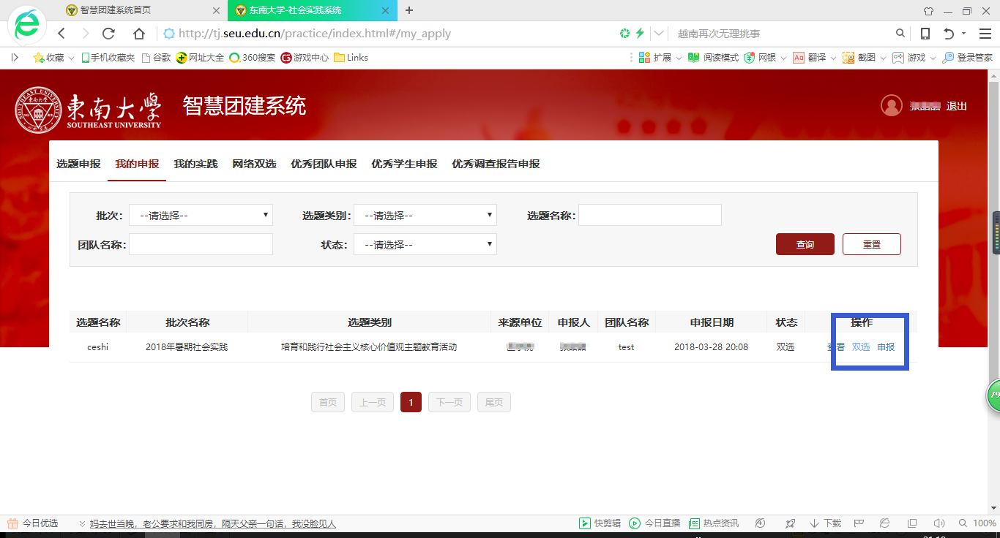 智慧团建系统首页
东南大学-社会实践系统
http://tj.seu.edu.cn/practice/index.html#/my_apply
越南再次无理挑事
收藏 手机收藏夹 谷歌 网址大全 360搜索 游戏中心 Links
扩展 阅读模式 网银 翻译 截图 游戏 登录管家
東南大學
SOUTHEAST UNIVERSITY
智慧团建系统
退出
选题申报 我的申报 我的实践 网络双选 优秀团队申报 优秀学生申报 优秀调查报告申报
批次: --请选择-- 选题类别: --请选择-- 选题名称:
团队名称: 状态: --请选择-- 查询 重置
选题名称 批次名称 选题类别 来源单位 申报人 团队名称 申报日期 状态 操作
ceshi 2018年暑期社会实践 培育和践行社会主义核心价值观主题教育活动 test 2018-03-28 20:08 双选 查看 双选 申报
首页 上一页 1 下一页 尾页
79
今日优选 妈去世当晚，老公要求和我同房，隔天父亲一句话，我没脸见人
快剪辑 今日直播 热点资讯 下载 100%